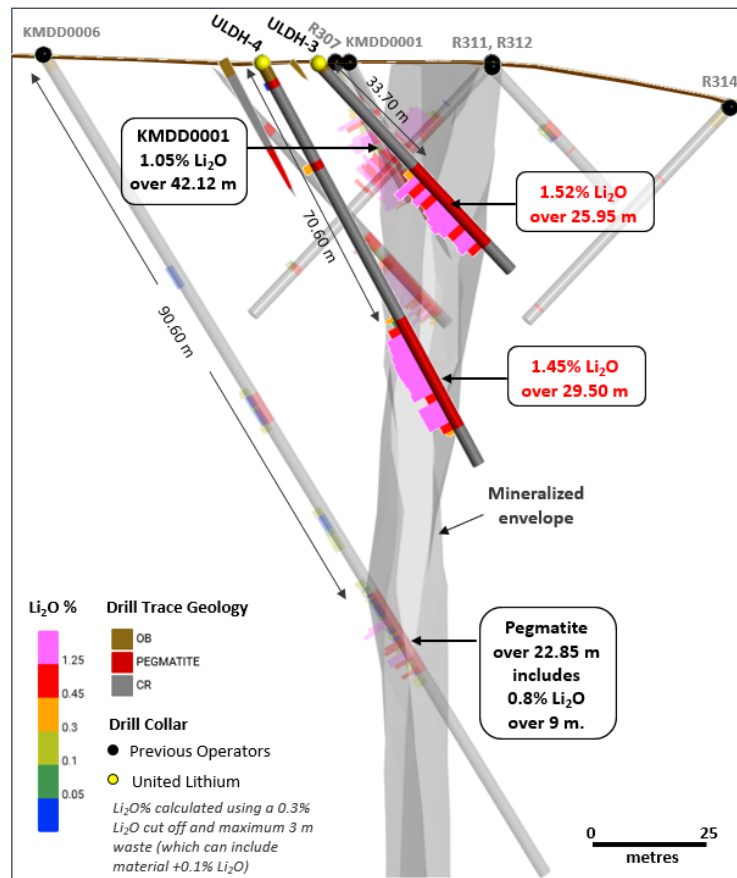 KMDD0006
ULDH-4
ULDH-3
R307
KMDD0001
R311, R312
R314
33.70 m
KMDD0001
1.05% Li₂O
over 42.12 m
1.52% Li₂O
over 25.95 m
70.60 m
90.60 m
1.45% Li₂O
over 29.50 m
Mineralized
envelope
Pegmatite
over 22.85 m
includes
0.8% Li₂O
over 9 m.
Li₂O %
1.25
0.45
0.3
0.1
0.05
Drill Trace Geology
OB
PEGMATITE
CR
Drill Collar
Previous Operators
United Lithium
Li₂O% calculated using a 0.3%
Li₂O cut off and maximum 3 m
waste (which can include
material +0.1% Li₂O)
0 25
metres